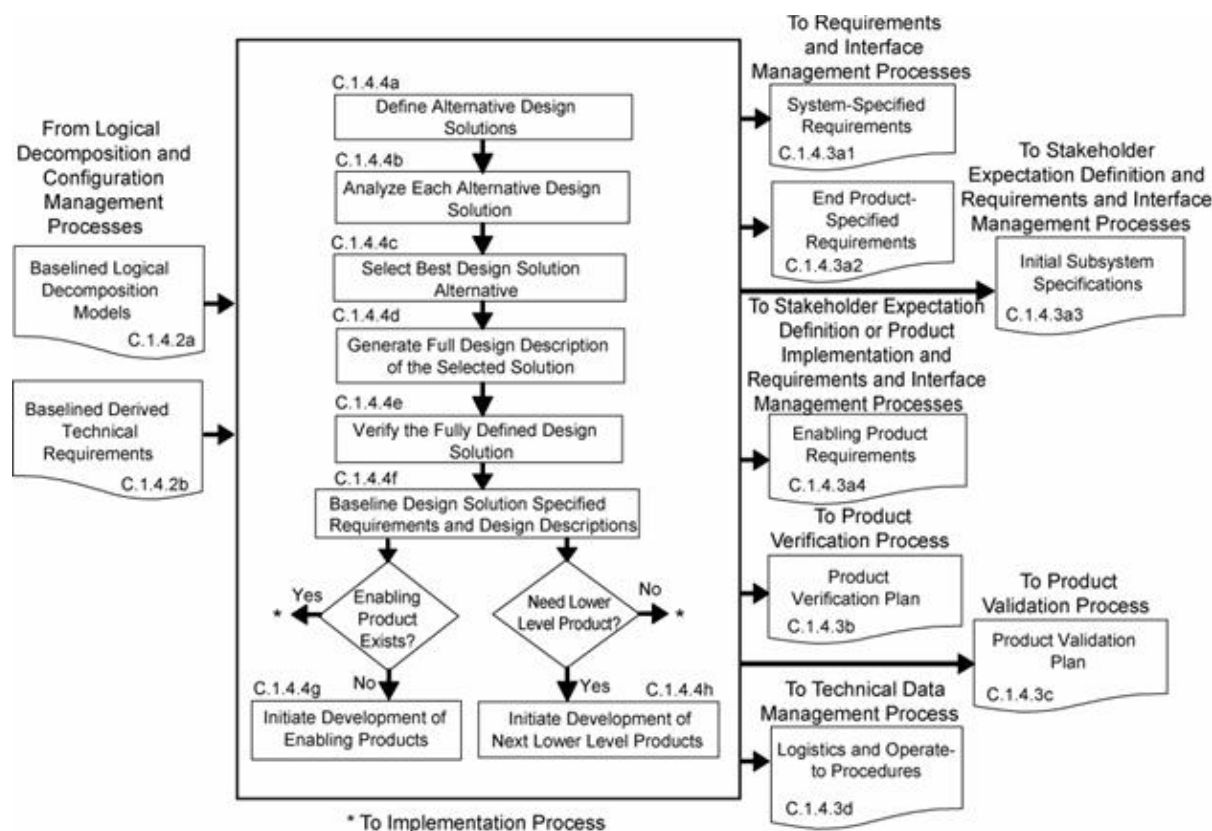 From Logical
Decomposition and
Configuration
Management
Processes
Baselined Logical
Decomposition
Models
C.1.4.2a
Baselined Derived
Technical
Requirements
C.1.4.2b
C.1.4.4a
Define Alternative Design
Solutions
C.1.4.4b
Analyze Each Alternative Design
Solution
C.1.4.4c
Select Best Design Solution
Alternative
C.1.4.4d
Generate Full Design Description
of the Selected Solution
C.1.4.4e
Verify the Fully Defined Design
Solution
C.1.4.4f
Baseline Design Solution Specified
Requirements and Design Descriptions
Yes
*
Enabling
Product
Exists?
No
Need Lower
Level Product?
No
*
Yes
C.1.4.4g
Initiate Development of
Enabling Products
C.1.4.4h
Initiate Development of
Next Lower Level Products
* To Implementation Process
To Requirements
and Interface
Management Processes
System-Specified
Requirements
C.1.4.3a1
End Product-
Specified
Requirements
C.1.4.3a2
To Stakeholder
Expectation Definition and
Requirements and Interface
Management Processes
Initial Subsystem
Specifications
C.1.4.3a3
To Stakeholder Expectation
Definition or Product
Implementation and
Requirements and Interface
Management Processes
Enabling Product
Requirements
C.1.4.3a4
To Product
Verification Process
Product
Verification Plan
C.1.4.3b
To Product
Validation Process
Product Validation
Plan
C.1.4.3c
To Technical Data
Management Process
Logistics and Operate-
to Procedures
C.1.4.3d